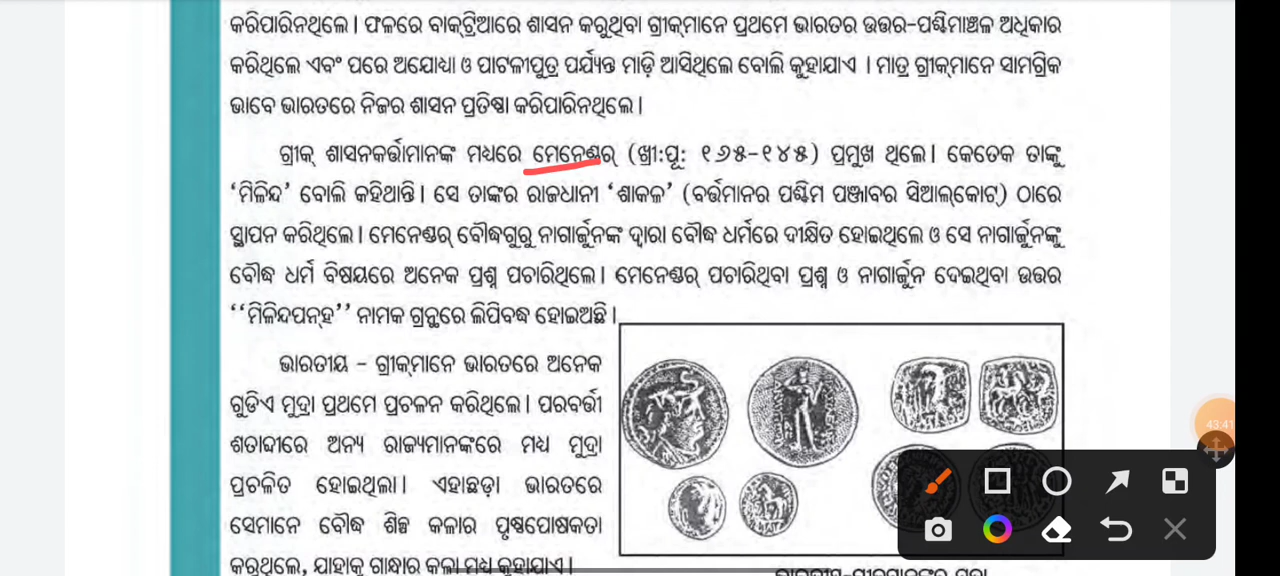 କରିପାରିନଥିଲେ। ଫଳରେ ବାକ୍‌ଟ୍ରିଆରେ ଶାସନ କରୁଥିବା ଗ୍ରୀକ୍‌ମାନେ ପ୍ରଥମେ ଭାରତର ଉତ୍ତର-ପଶ୍ଚିମାଞ୍ଚଳ ଅଧିକାର
କରିଥିଲେ ଏବଂ ପରେ ଅଯୋଧ୍ୟା ଓ ପାଟଳୀପୁତ୍ର ପର୍ଯ୍ୟନ୍ତ ମାଡ଼ି ଆସିଥିଲେ ବୋଲି କୁହାଯାଏ । ମାତ୍ର ଗ୍ରୀକ୍‌ମାନେ ସାମଗ୍ରିକ
ଭାବେ ଭାରତରେ ନିଜର ଶାସନ ପ୍ରତିଷ୍ଠା କରିପାରିନଥିଲେ।
ଗ୍ରୀକ୍ ଶାସନକର୍ତ୍ତାମାନଙ୍କ ମଧ୍ୟରେ ମେନେଣ୍ଡର୍ (ଖ୍ରୀ:ପୂ: ୧୬୫-୧୪୫) ପ୍ରମୁଖ ଥିଲେ। କେତେକ ତାଙ୍କୁ
‘ମିଳିନ୍ଦ’ ବୋଲି କହିଥାନ୍ତି। ସେ ତାଙ୍କର ରାଜଧାନୀ ‘ଶାକଳ’ (ବର୍ତ୍ତମାନର ପଶ୍ଚିମ ପଞ୍ଜାବର ସିଆଲ୍‌କୋଟ୍) ଠାରେ
ସ୍ଥାପନ କରିଥିଲେ। ମେନେଣ୍ଡର୍ ବୌଦ୍ଧଗୁରୁ ନାଗାର୍ଜୁନଙ୍କ ଦ୍ୱାରା ବୌଦ୍ଧ ଧର୍ମରେ ଦୀକ୍ଷିତ ହୋଇଥିଲେ ଓ ସେ ନାଗାର୍ଜୁନଙ୍କୁ
ବୌଦ୍ଧ ଧର୍ମ ବିଷୟରେ ଅନେକ ପ୍ରଶ୍ନ ପଚାରିଥିଲେ। ମେନେଣ୍ଡର୍ ପଚାରିଥିବା ପ୍ରଶ୍ନ ଓ ନାଗାର୍ଜୁନ ଦେଇଥିବା ଉତ୍ତର
‘‘ମିଳିନ୍ଦପନ୍‌ହ’’ ନାମକ ଗ୍ରନ୍ଥରେ ଲିପିବଦ୍ଧ ହୋଇଅଛି।
ଭାରତୀୟ - ଗ୍ରୀକ୍‌ମାନେ ଭାରତରେ ଅନେକ
ଗୁଡିଏ ମୁଦ୍ରା ପ୍ରଥମେ ପ୍ରଚଳନ କରିଥିଲେ। ପରବର୍ତ୍ତୀ
ଶତାବ୍ଦୀରେ ଅନ୍ୟ ରାଜ୍ୟମାନଙ୍କରେ ମଧ୍ୟ ମୁଦ୍ରା
ପ୍ରଚଳିତ ହୋଇଥିଲା। ଏହାଛଡ଼ା ଭାରତରେ
ସେମାନେ ବୌଦ୍ଧ ଶିଳ୍ପ କଳାର ପୃଷ୍ଠପୋଷକତା
କରୁଥିଲେ, ଯାହାକୁ ଗାନ୍ଧାର କଳା ମଧ୍ୟ କୁହାଯାଏ।
43:41